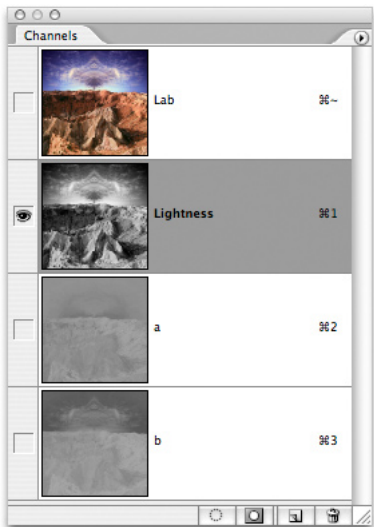 Channels
Lab ⌘~
Lightness ⌘1
a ⌘2
b ⌘3